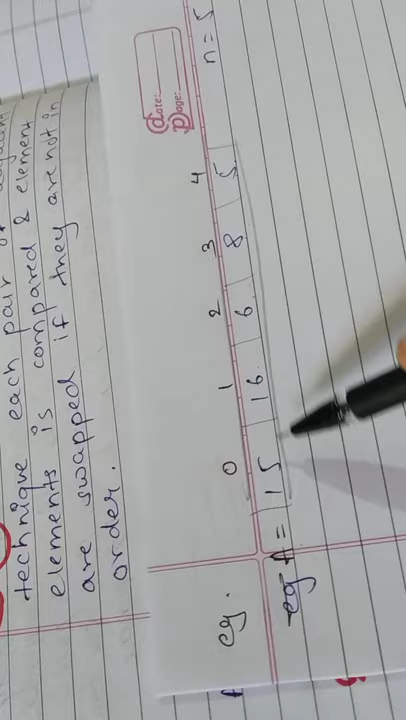 technique each pair of
elements is compared & element
are swapped if they are not in
order.
Date:
Page:
eg.
0 1 2 3 4
eg A = 15 16 6 8 5 n = 5